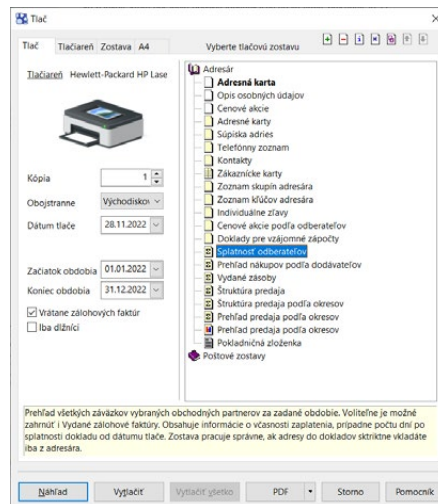 Tlač
Tlač Tlačiareň Zostava A4
Vyberte tlačovú zostavu
Tlačiareň Hewlett-Packard HP Lase
Kópia 1
Obojstranne Východiskov
Dátum tlače 28.11.2022
Začiatok obdobia 01.01.2022
Koniec obdobia 31.12.2022
Vrátane zálohových faktúr
Iba dlžníci
Adresár
Adresná karta
Opis osobných údajov
Cenové akcie
Adresné karty
Súpiska adries
Telefónny zoznam
Kontakty
Zákaznícke karty
Zoznam skupín adresára
Zoznam kľúčov adresára
Individuálne zľavy
Cenové akcie podľa odberateľov
Doklady pre vzájomné zápočty
Splatnosť odberateľov
Prehľad nákupov podľa dodávateľov
Vydané zásoby
Štruktúra predaja
Štruktúra predaja podľa okresov
Prehľad predaja podľa okresov
Prehľad predaja podľa okresov
Pokladničná zloženka
Poštové zostavy
Prehľad všetkých záväzkov vybraných obchodných partnerov za zadané obdobie. Voliteľne je možné
zahrnúť i Vydané zálohové faktúry. Obsahuje informácie o včasnosti zaplatenia, prípadne počtu dní po
splatnosti dokladu od dátumu tlače. Zostava pracuje správne, ak adresy do dokladov sktriktne vkladáte
iba z adresára.
Náhľad Vytlačiť Vytlačiť všetko PDF Storno Pomocník